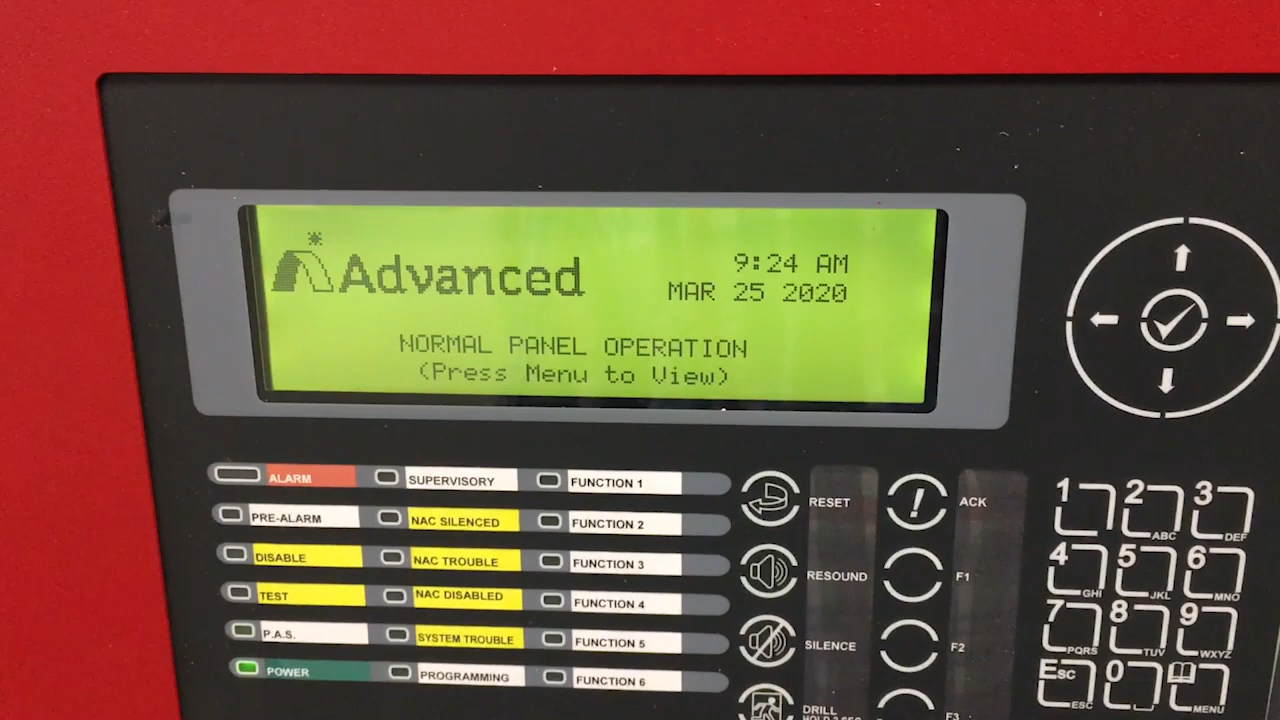 Advanced
9:24 AM
MAR 25 2020
NORMAL PANEL OPERATION
(Press Menu to View)
ALARM
SUPERVISORY
FUNCTION 1
PRE-ALARM
NAC SILENCED
FUNCTION 2
DISABLE
NAC TROUBLE
FUNCTION 3
TEST
NAC DISABLED
FUNCTION 4
P.A.S.
SYSTEM TROUBLE
FUNCTION 5
POWER
PROGRAMMING
FUNCTION 6
RESET
ACK
RESOUND
F1
SILENCE
F2
DRILL
HOLD 2 SEC
F3
1
2 ABC
3 DEF
4 GHI
5 JKL
6 MNO
7 PQRS
8 TUV
9 WXYZ
Esc ESC
0
MENU